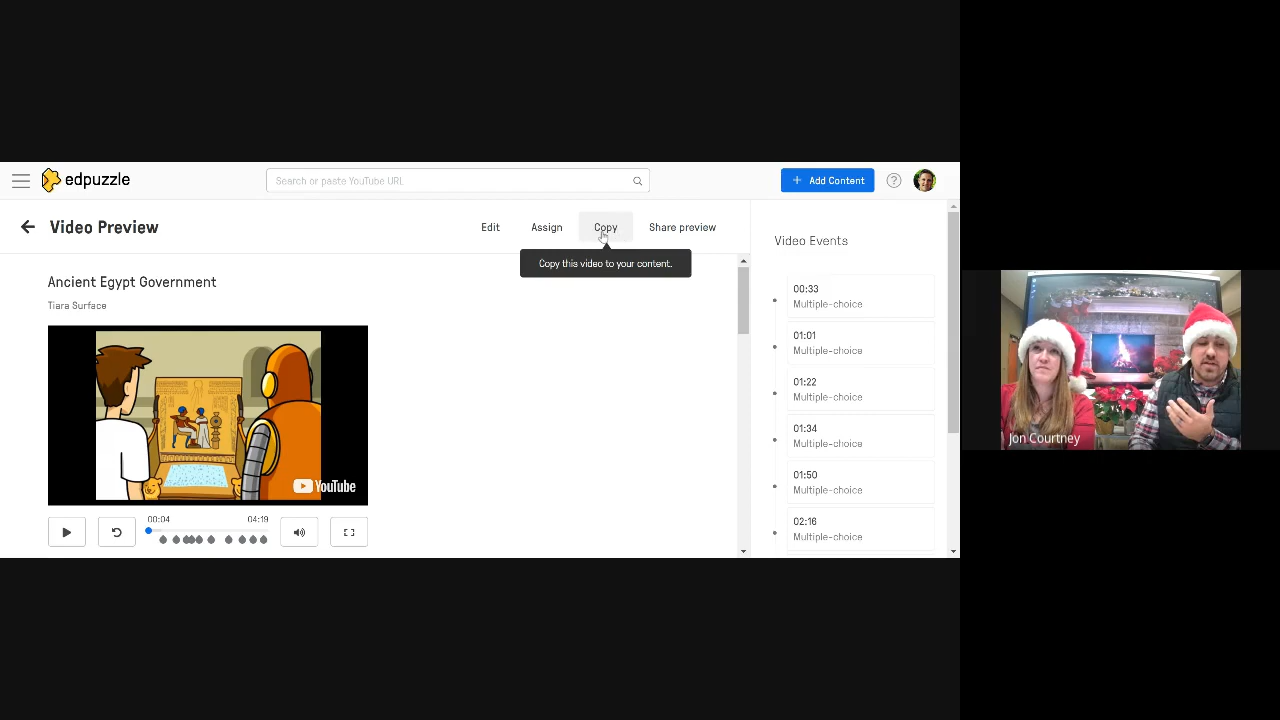 edpuzzle
Search or paste YouTube URL
+ Add Content
?
Video Preview
Edit
Assign
Copy
Share preview
Copy this video to your content.
Ancient Egypt Government
Tiara Surface
YouTube
00:04
04:19
Video Events
00:33
Multiple-choice
01:01
Multiple-choice
01:22
Multiple-choice
01:34
Multiple-choice
01:50
Multiple-choice
02:16
Multiple-choice
Jon Courtney